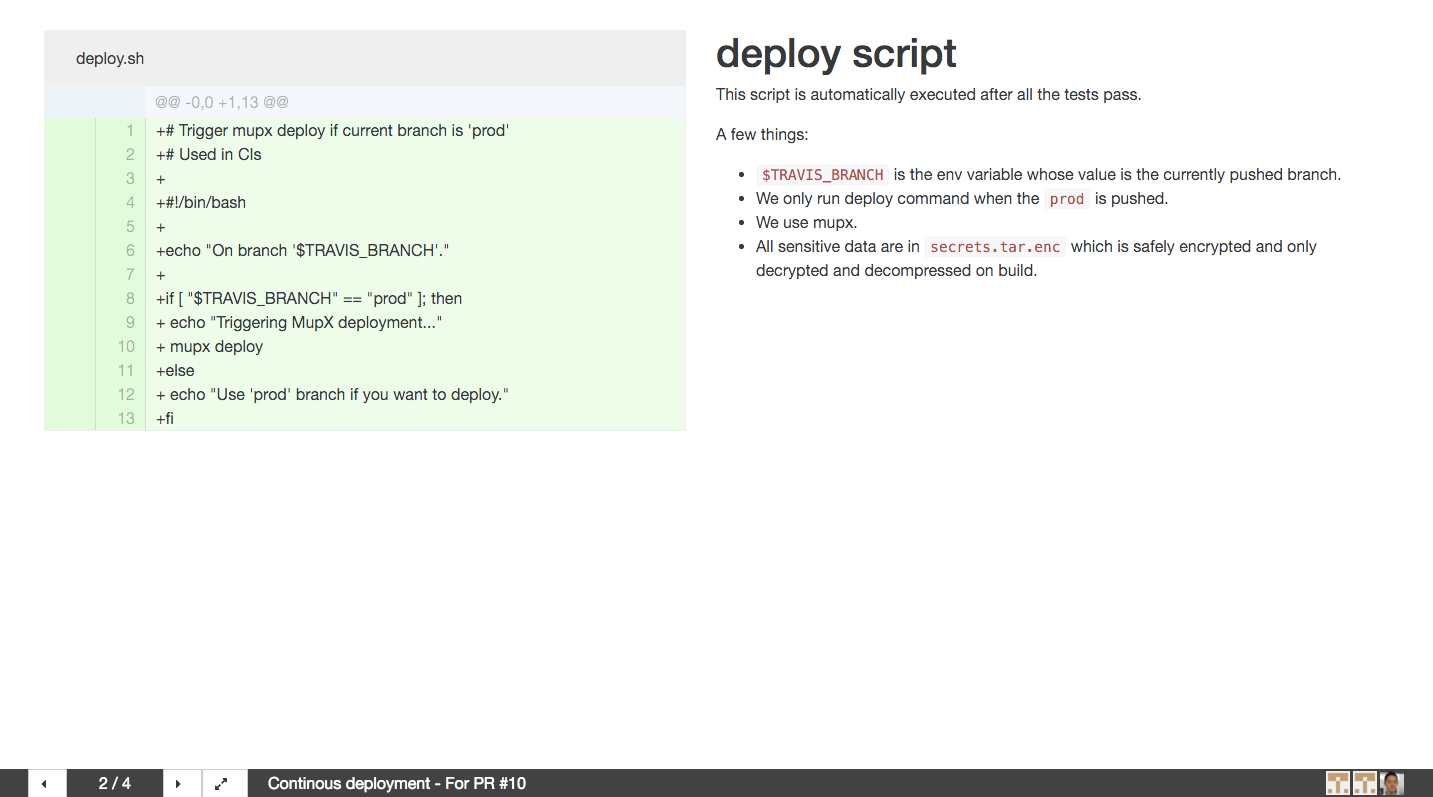 deploy.sh
@@ -0,0 +1,13 @@
1 +# Trigger mupx deploy if current branch is 'prod'
2 +# Used in CIs
3 +
4 +#!/bin/bash
5 +
6 +echo "On branch '$TRAVIS_BRANCH'."
7 +
8 +if [ "$TRAVIS_BRANCH" == "prod" ]; then
9 + echo "Triggering MupX deployment..."
10 + mupx deploy
11 +else
12 + echo "Use 'prod' branch if you want to deploy."
13 +fi
deploy script
This script is automatically executed after all the tests pass.
A few things:
• $TRAVIS_BRANCH is the env variable whose value is the currently pushed branch.
• We only run deploy command when the prod is pushed.
• We use mupx.
• All sensitive data are in secrets.tar.enc which is safely encrypted and only
decrypted and decompressed on build.
2 / 4
Continous deployment - For PR #10